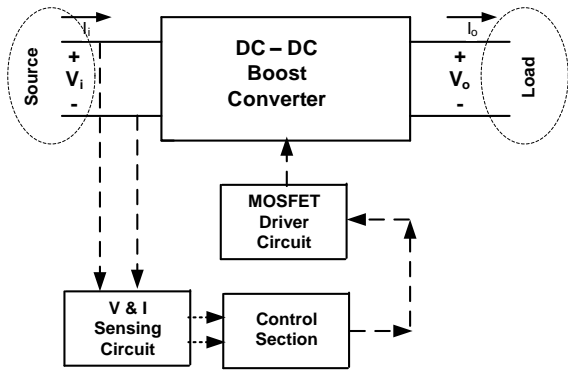 Source
Iᵢ
+
Vᵢ
-
DC – DC
Boost
Converter
Iₒ
+
Vₒ
-
Load
MOSFET
Driver
Circuit
V & I
Sensing
Circuit
Control
Section